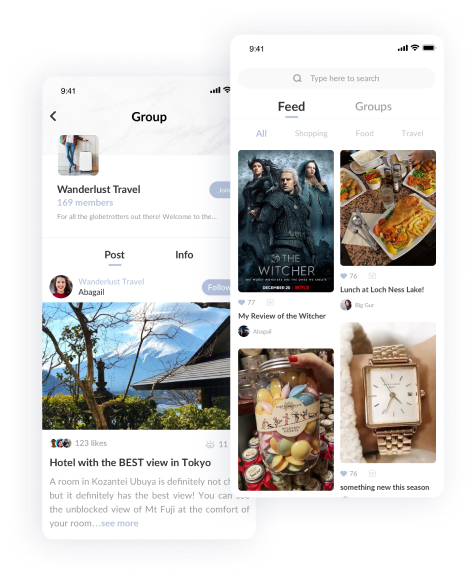 9:41
Group
Wanderlust Travel
169 members
For all the globetrotters out there! Welcome to the...
Join
Post
Info
Wanderlust Travel
Abagail
Follow
123 likes
11
Hotel with the BEST view in Tokyo
A room in Kozantei Ubuya is definitely not ch
but it definitely has the best view! You can see
the unblocked view of Mt Fuji at the comfort of
your room...see more
9:41
Type here to search
Feed
Groups
All
Shopping
Food
Travel
THE
WITCHER
DECEMBER 20
NETFLIX
77
My Review of the Witcher
Abagail
76
Lunch at Loch Ness Lake!
Big Gur
76
something new this season